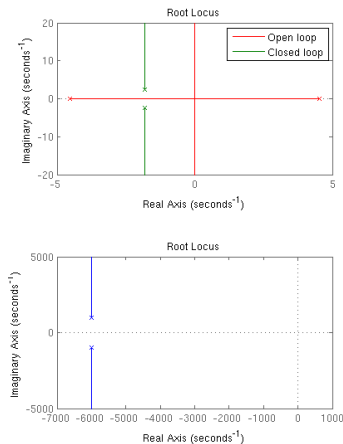 Root Locus
20
10
0
-10
-20
Imaginary Axis (seconds⁻¹)
Open loop
Closed loop
-5
0
5
Real Axis (seconds⁻¹)
Root Locus
5000
0
-5000
Imaginary Axis (seconds⁻¹)
-7000 -6000 -5000 -4000 -3000 -2000 -1000 0 1000
Real Axis (seconds⁻¹)